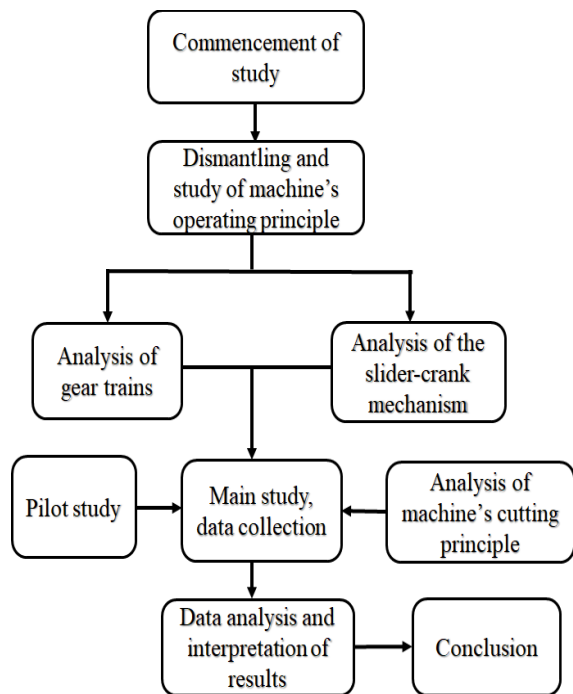 Commencement of
study
Dismantling and
study of machine’s
operating principle
Analysis of
gear trains
Analysis of the
slider-crank
mechanism
Pilot study
Main study,
data collection
Analysis of
machine’s cutting
principle
Data analysis and
interpretation of
results
Conclusion